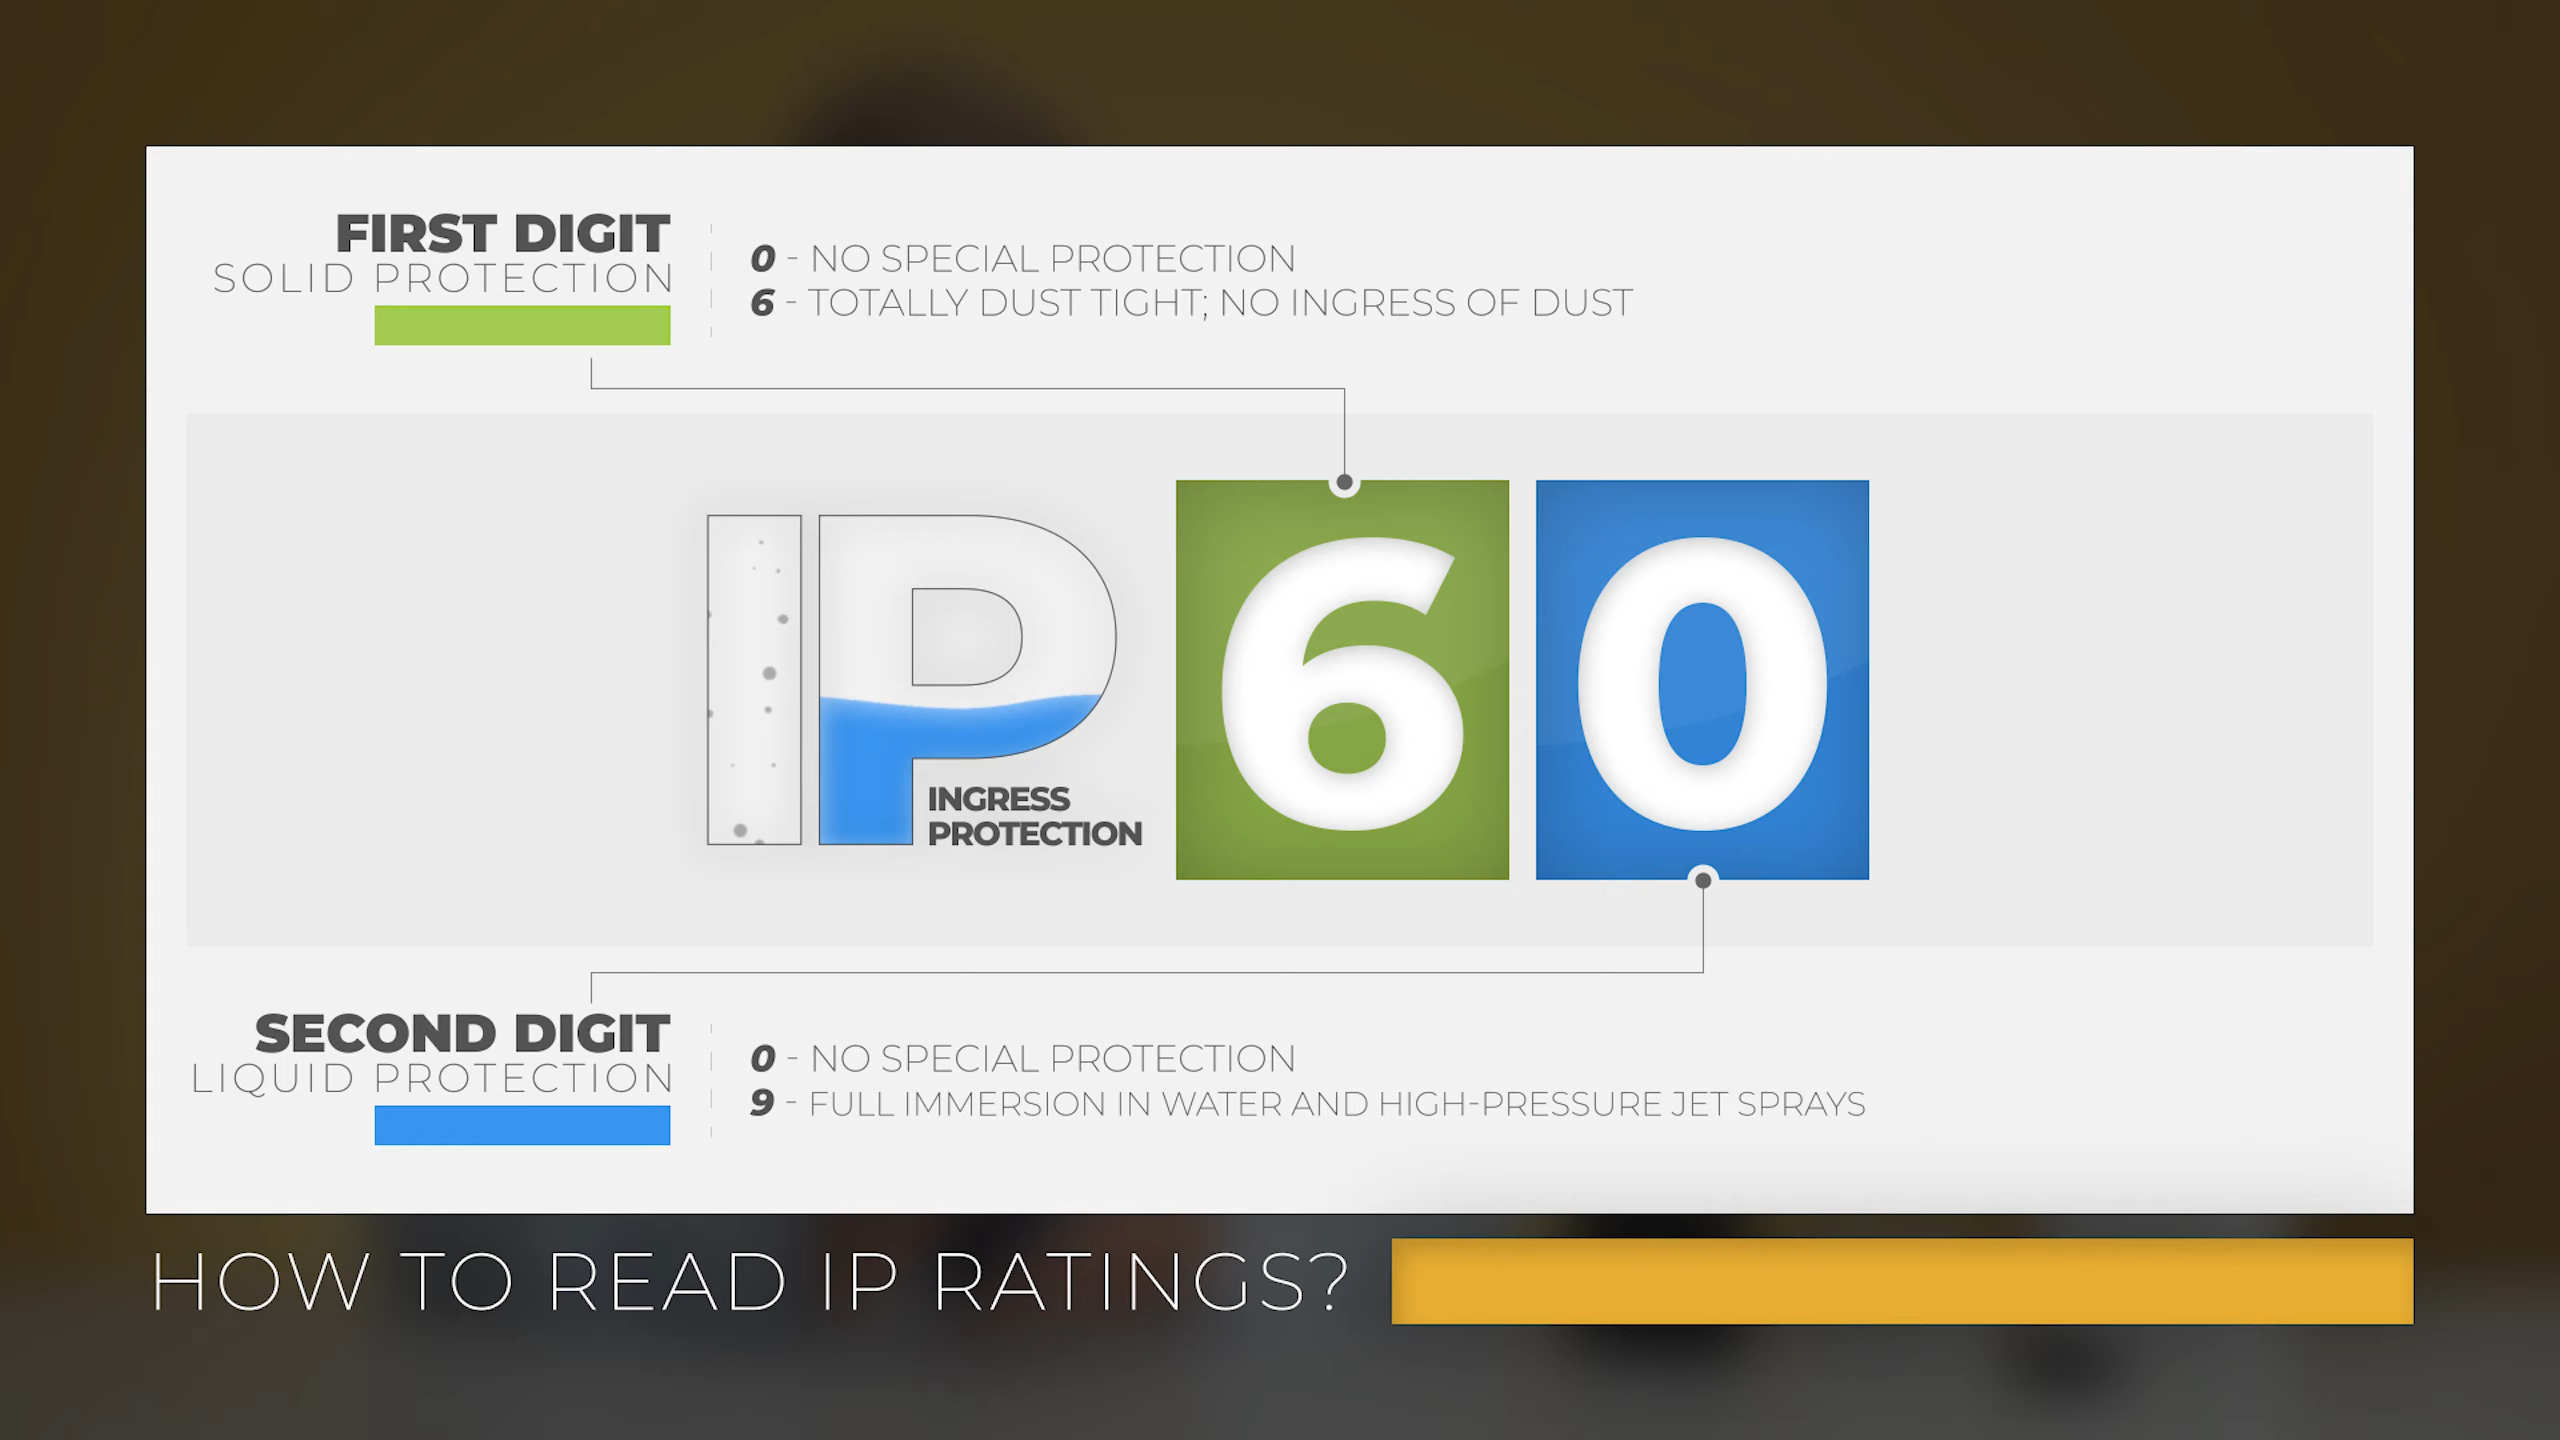 FIRST DIGIT
SOLID PROTECTION
0 - NO SPECIAL PROTECTION
6 - TOTALLY DUST TIGHT; NO INGRESS OF DUST
IP
INGRESS
PROTECTION
60
SECOND DIGIT
LIQUID PROTECTION
0 - NO SPECIAL PROTECTION
9 - FULL IMMERSION IN WATER AND HIGH-PRESSURE JET SPRAYS
HOW TO READ IP RATINGS?